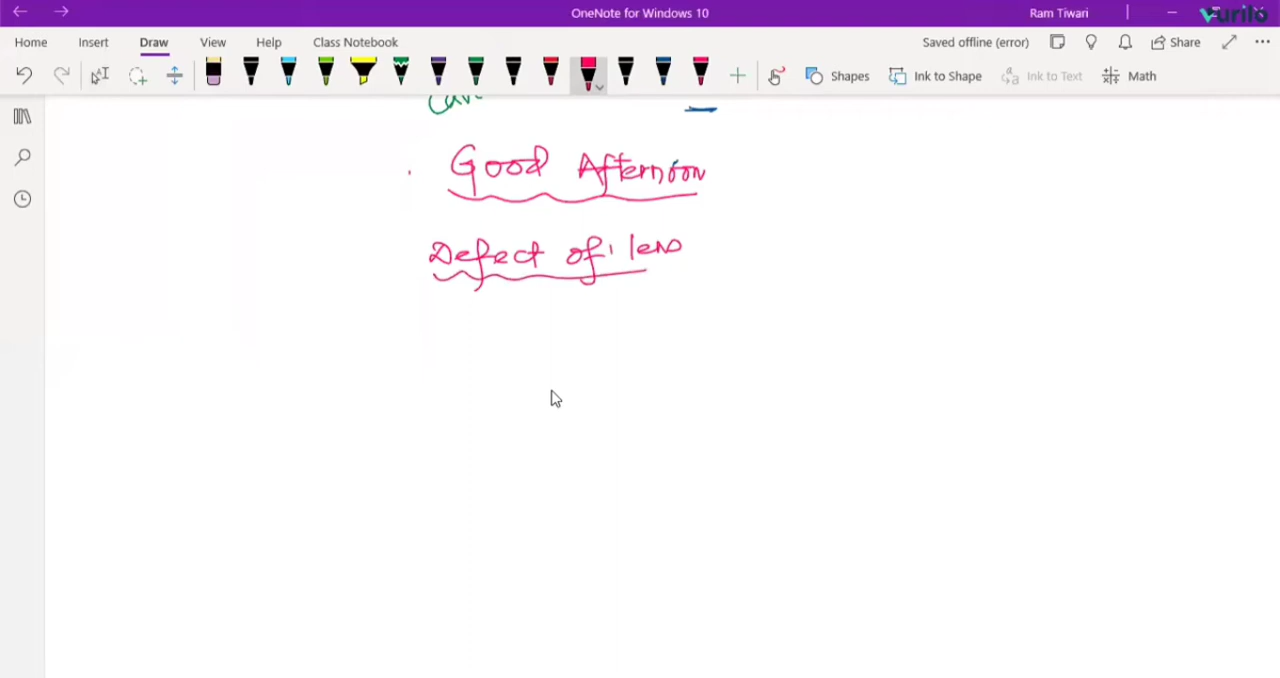 OneNote for Windows 10
Ram Tiwari
vurilo
Home Insert Draw View Help Class Notebook
Saved offline (error) Share
Shapes Ink to Shape Ink to Text Math
Good Afternoon
Defect of lens